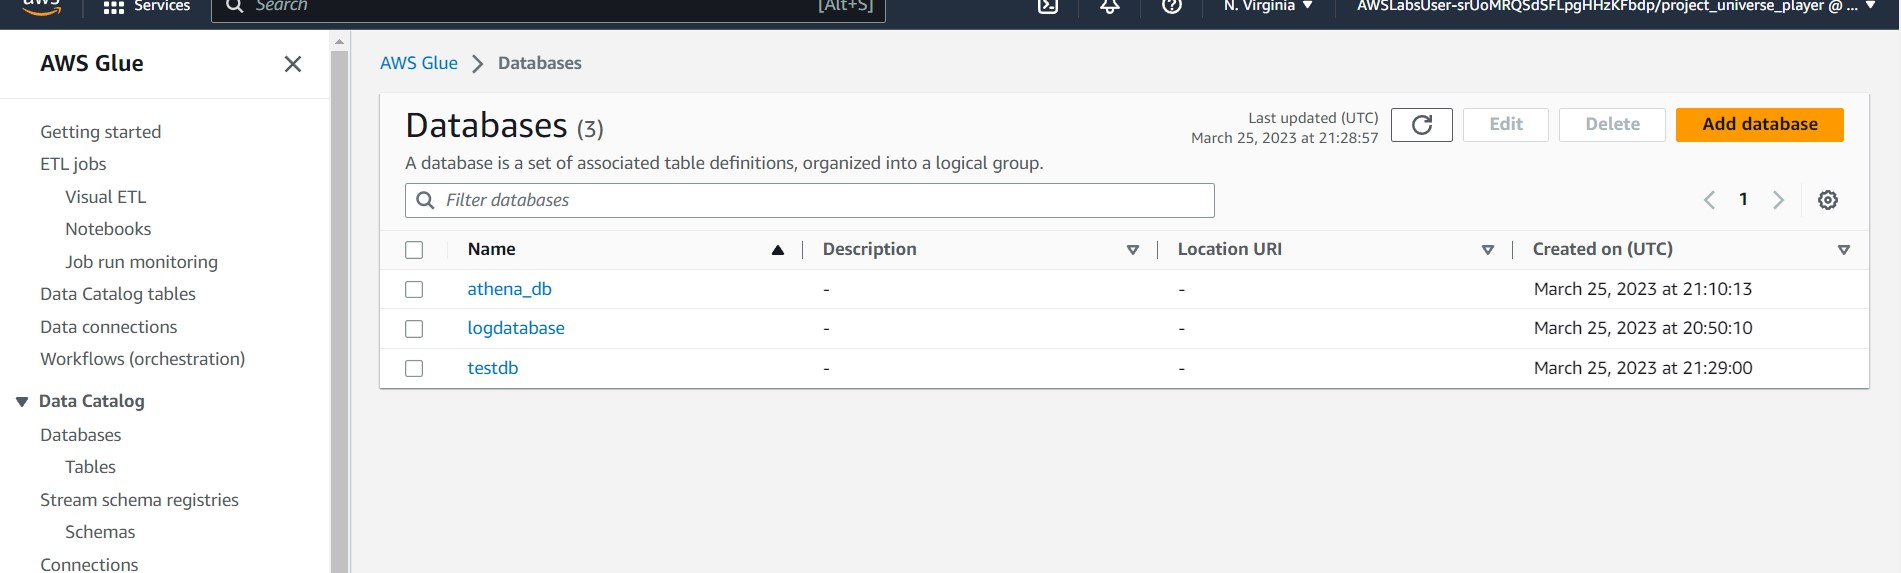 aws
Services
Search
[Alt+S]
N. Virginia
AWSLabsUser-srUoMRQSdSFLpgHHzKFbdp/project_universe_player @ ...
AWS Glue
Getting started
ETL jobs
Visual ETL
Notebooks
Job run monitoring
Data Catalog tables
Data connections
Workflows (orchestration)
Data Catalog
Databases
Tables
Stream schema registries
Schemas
Connections
AWS Glue > Databases
Databases (3)
A database is a set of associated table definitions, organized into a logical group.
Last updated (UTC)
March 25, 2023 at 21:28:57
Edit
Delete
Add database
Filter databases
1
Name Description Location URI Created on (UTC)
athena_db - - March 25, 2023 at 21:10:13
logdatabase - - March 25, 2023 at 20:50:10
testdb - - March 25, 2023 at 21:29:00